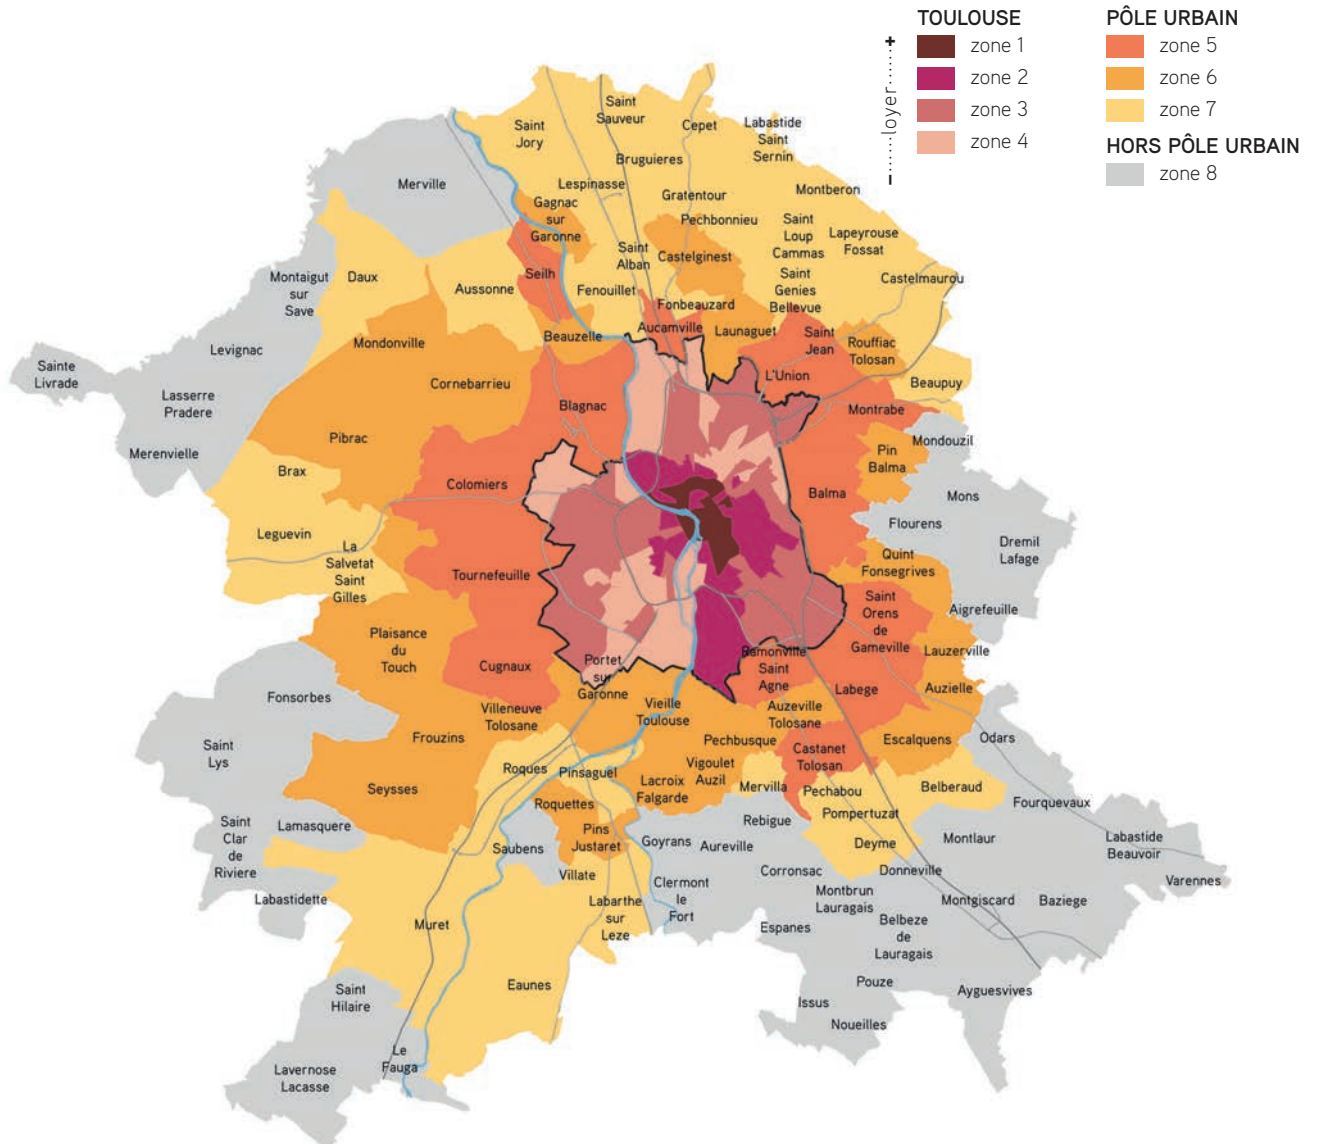 TOULOUSE
zone 1
zone 2
zone 3
zone 4
+
loyer
-
PÔLE URBAIN
zone 5
zone 6
zone 7
HORS PÔLE URBAIN
zone 8
Saint
Jory
Saint
Sauveur
Cepet
Labastide
Saint
Sernin
Bruguieres
Merville
Lespinasse
Gratentour
Montberon
Gagnac
sur
Garonne
Pechbonnieu
Saint
Loup
Cammas
Lapeyrouse
Fossat
Saint
Alban
Castelginest
Montaigut
sur
Save
Daux
Aussonne
Seilh
Fenouillet
Saint
Genies
Bellevue
Castelmaurou
Fonbeauzard
Aucamville
Launaguet
Saint
Jean
Rouffiac
Tolosan
Beauzelle
Mondonville
Levignac
Sainte
Livrade
Cornebarrieu
L'Union
Beaupuy
Lasserre
Pradere
Blagnac
Montrabe
Merenvielle
Pibrac
Mondouzil
Pin
Balma
Brax
Colomiers
Balma
Mons
Flourens
Leguevin
La
Salvetat
Saint
Gilles
Dremil
Lafage
Quint
Fonsegrives
Tournefeuille
Saint
Orens
de
Gameville
Aigrefeuille
Plaisance
du
Touch
Lauzerville
Ramonville
Saint
Agne
Cugnaux
Portet
sur
Garonne
Labege
Auzielle
Fonsorbes
Villeneuve
Tolosane
Vieille
Toulouse
Auzeville
Tolosane
Saint
Lys
Frouzins
Pechbusque
Castanet
Tolosan
Escalquens
Odars
Roques
Pinsaguel
Vigoulet
Auzil
Seysses
Lacroix
Falgarde
Mervilla
Pechabou
Belberaud
Fourquevaux
Roquettes
Saint
Clar
de
Riviere
Lamasquere
Rebigue
Pompertuzat
Pins
Justaret
Goyrans
Aureville
Deyme
Montlaur
Labastide
Beauvoir
Saubens
Villate
Clermont
le
Fort
Corronsac
Donneville
Varennes
Labastidette
Montbrun
Lauragais
Montgiscard
Baziege
Labarthe
sur
Leze
Muret
Espanes
Belbeze
de
Lauragais
Eaunes
Pouze
Ayguesvives
Saint
Hilaire
Issus
Noueilles
Le
Fauga
Lavernose
Lacasse